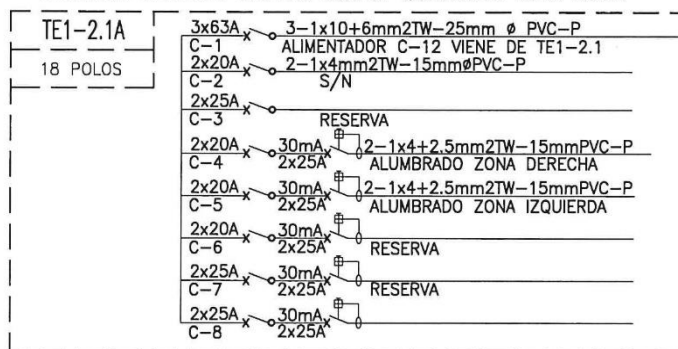 TE1-2.1A
18 POLOS
3x63A 3-1x10+6mm2TW-25mm ø PVC-P
C-1 ALIMENTADOR C-12 VIENE DE TE1-2.1
2x20A 2-1x4mm2TW-15mmøPVC-P
C-2 S/N
2x25A
C-3 RESERVA
2x20A 30mA 2-1x4+2.5mm2TW-15mmPVC-P
C-4 2x25A ALUMBRADO ZONA DERECHA
2x20A 30mA 2-1x4+2.5mm2TW-15mmPVC-P
C-5 2x25A ALUMBRADO ZONA IZQUIERDA
2x20A 30mA
C-6 2x25A RESERVA
2x25A 30mA
C-7 2x25A RESERVA
2x25A 30mA
C-8 2x25A